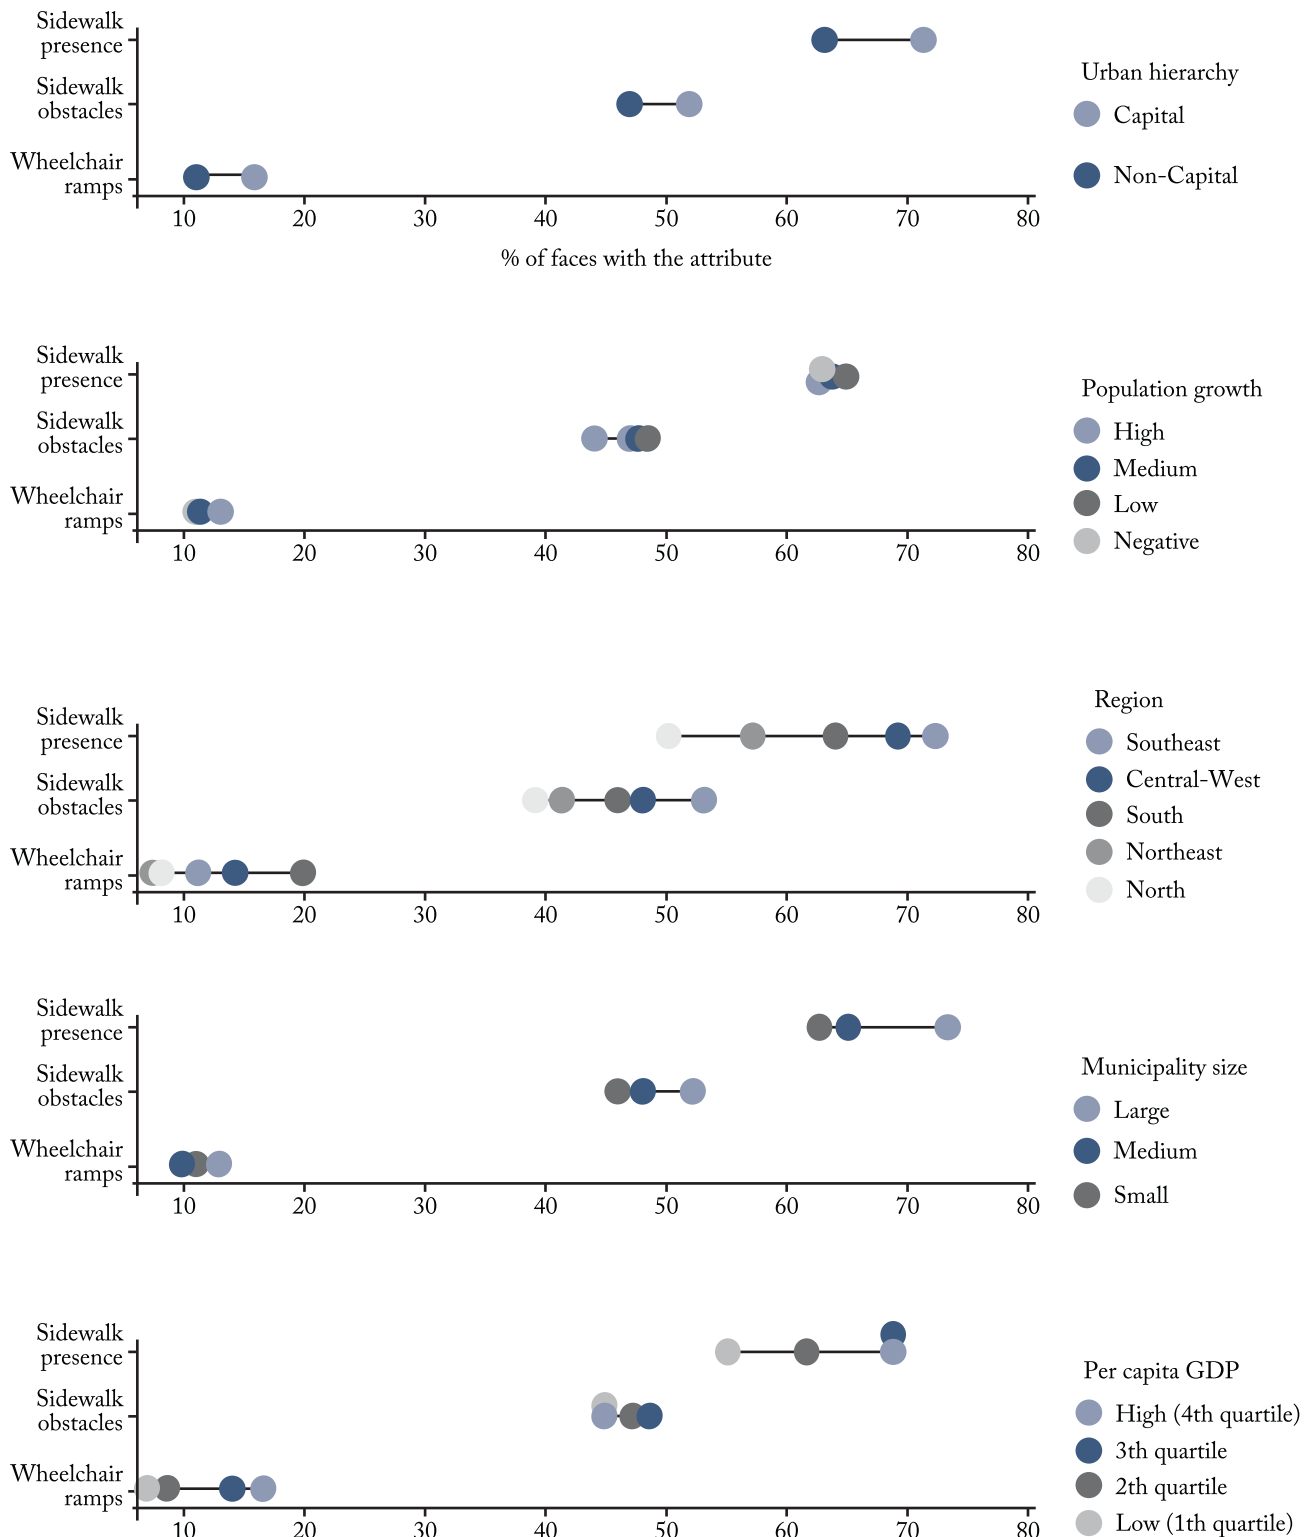 Sidewalk
presence
Sidewalk
obstacles
Wheelchair
ramps
10 20 30 40 50 60 70 80
% of faces with the attribute
Urban hierarchy
Capital
Non-Capital
Sidewalk
presence
Sidewalk
obstacles
Wheelchair
ramps
10 20 30 40 50 60 70 80
Population growth
High
Medium
Low
Negative
Sidewalk
presence
Sidewalk
obstacles
Wheelchair
ramps
10 20 30 40 50 60 70 80
Region
Southeast
Central-West
South
Northeast
North
Sidewalk
presence
Sidewalk
obstacles
Wheelchair
ramps
10 20 30 40 50 60 70 80
Municipality size
Large
Medium
Small
Sidewalk
presence
Sidewalk
obstacles
Wheelchair
ramps
10 20 30 40 50 60 70 80
Per capita GDP
High (4th quartile)
3th quartile
2th quartile
Low (1th quartile)